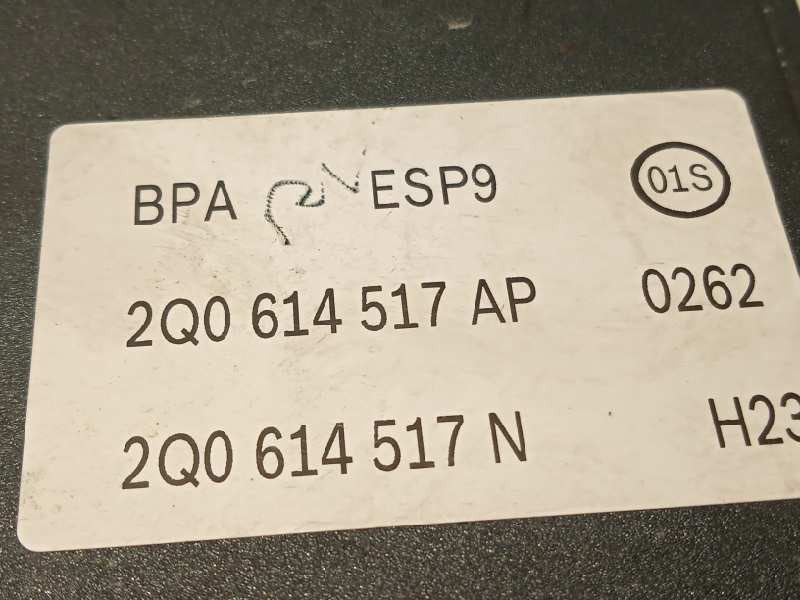 BPA ESP9 01S
2Q0 614 517 AP 0262
2Q0 614 517 N H23